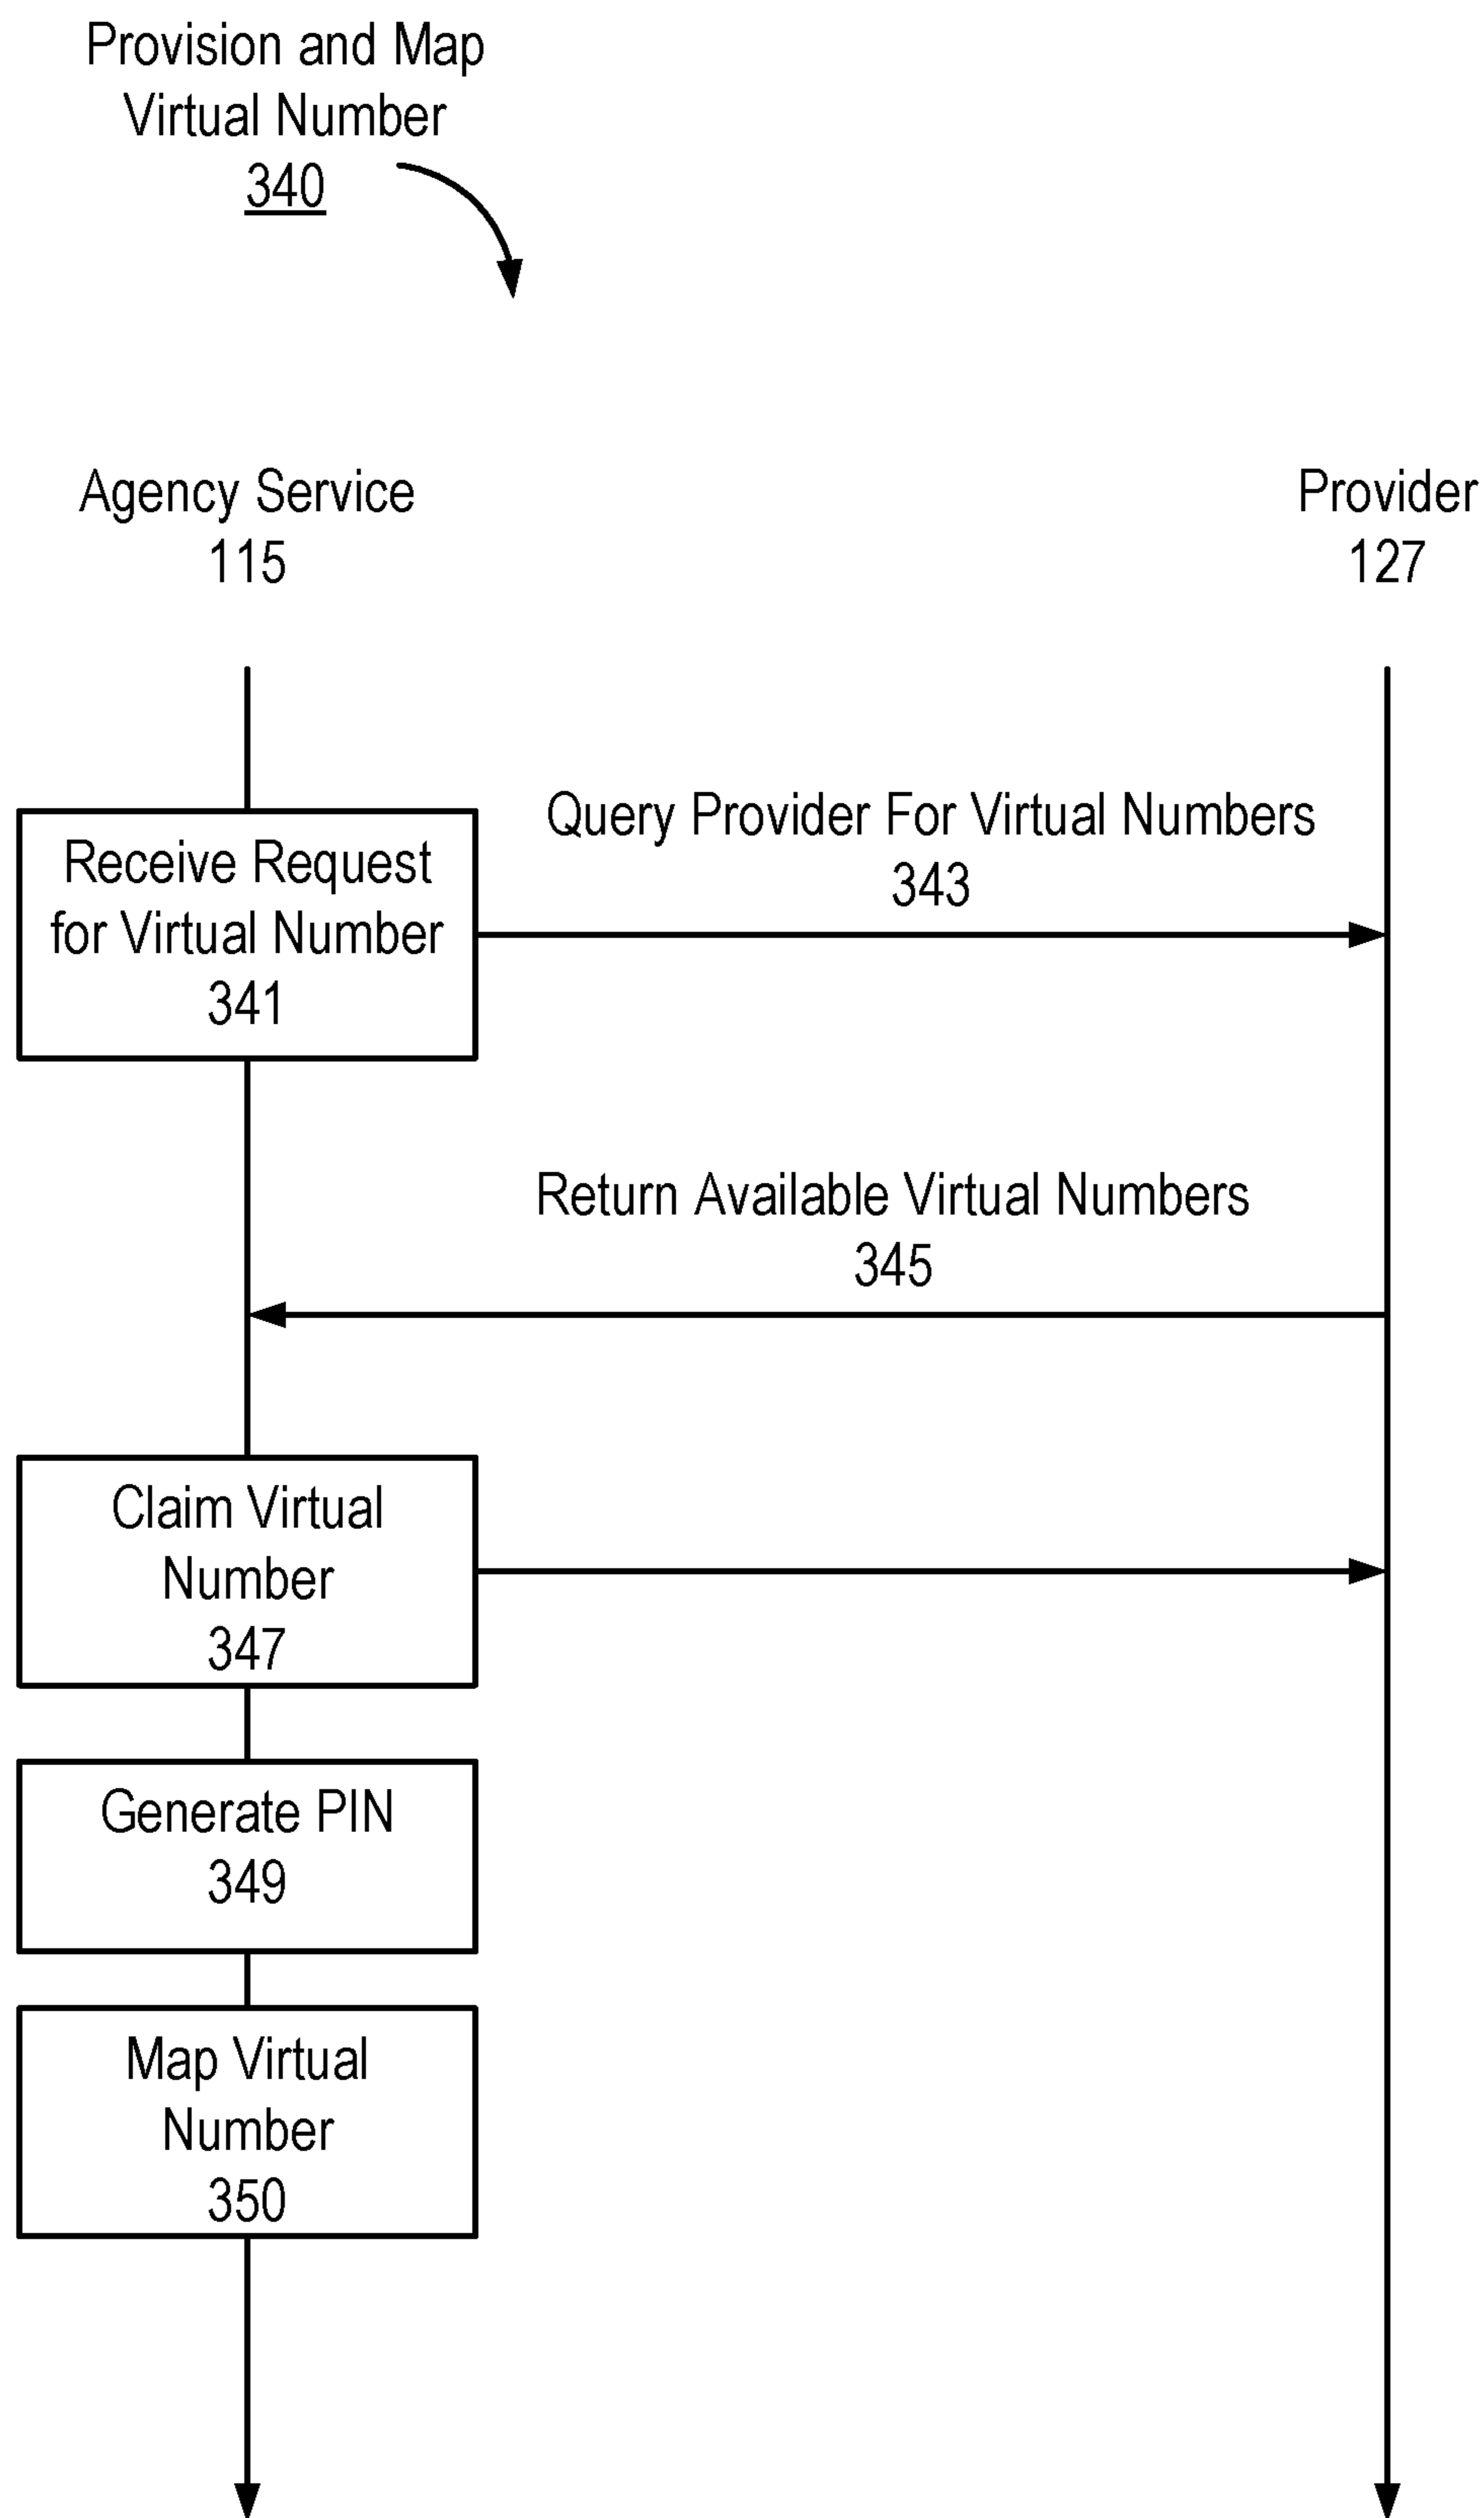 Provision and Map
Virtual Number
340
Agency Service
115
Provider
127
Receive Request
for Virtual Number
341
Query Provider For Virtual Numbers
343
Return Available Virtual Numbers
345
Claim Virtual
Number
347
Generate PIN
349
Map Virtual
Number
350